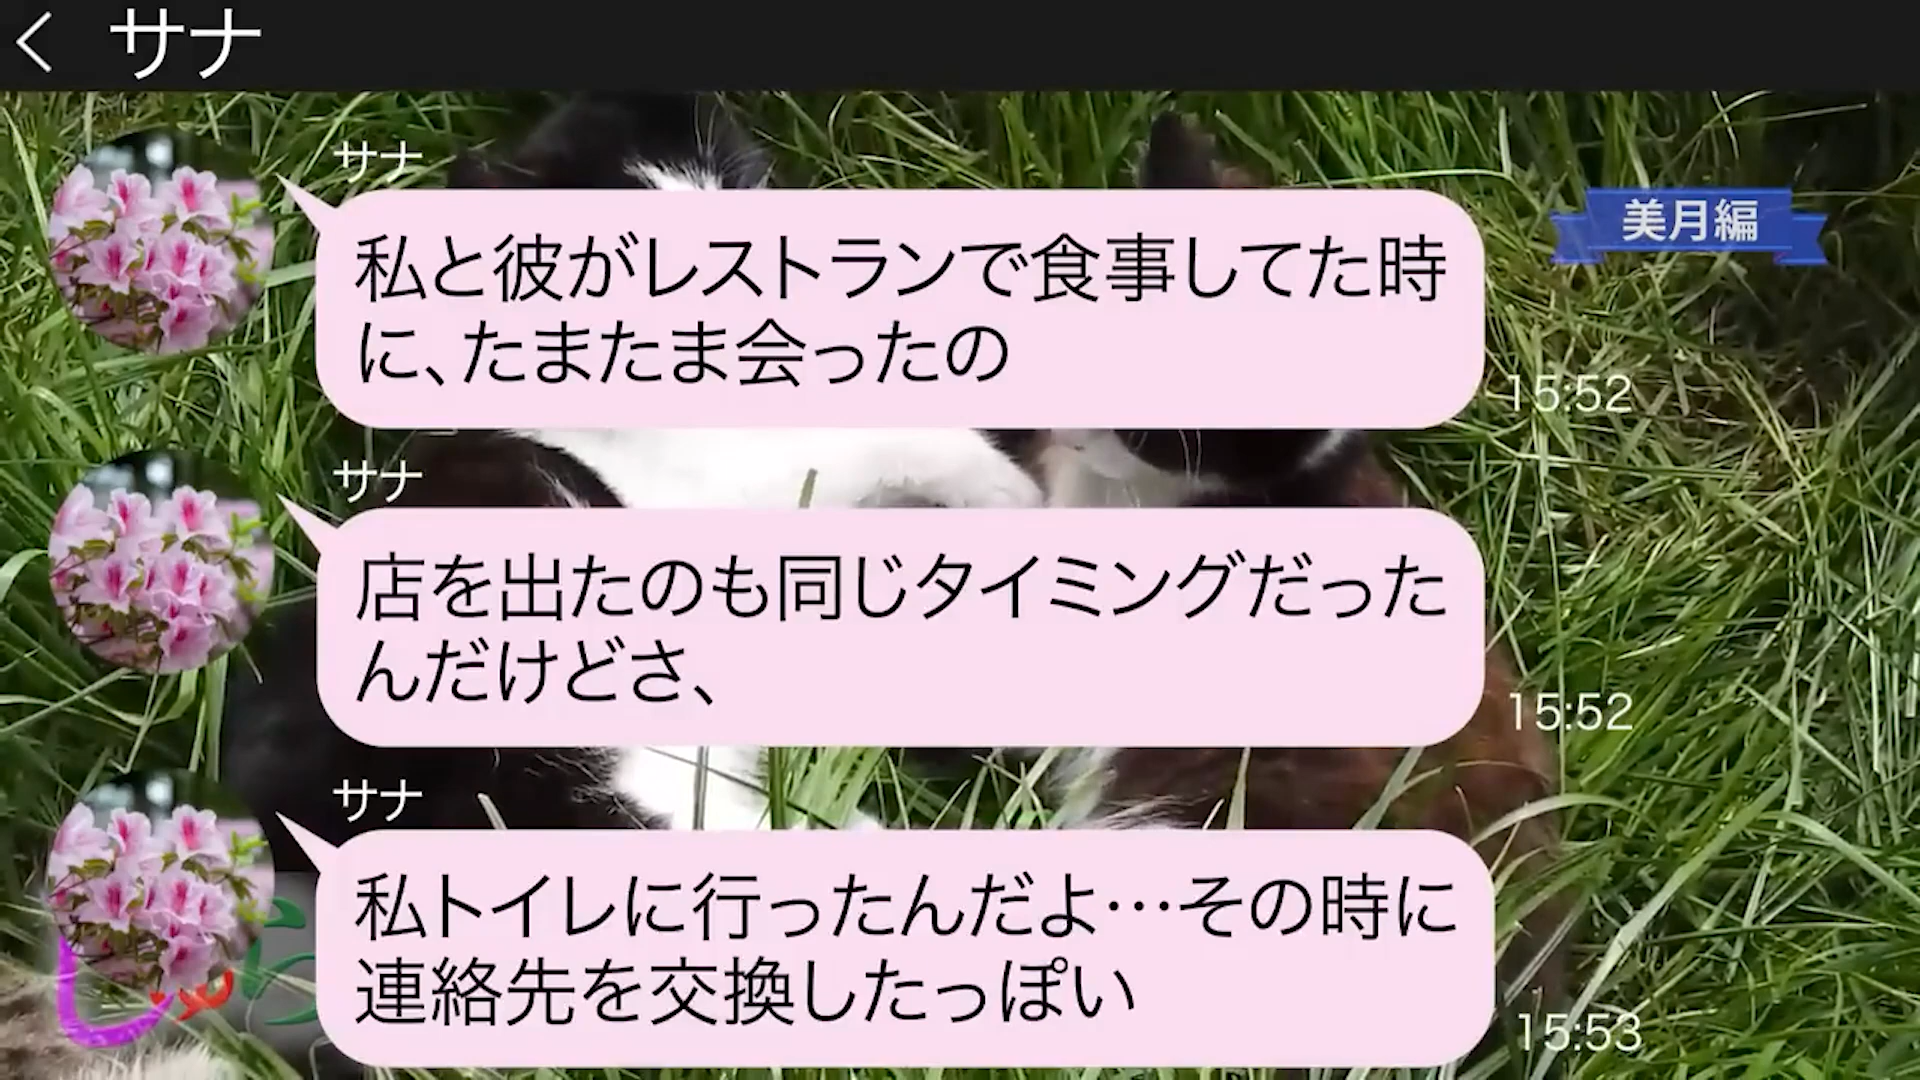 サナ
サナ
私と彼がレストランで食事してた時
に、たまたま会ったの
15:52
美月編
サナ
店を出たのも同じタイミングだった
んだけどさ、
15:52
サナ
私トイレに行ったんだよ…その時に
連絡先を交換したっぽい
15:53